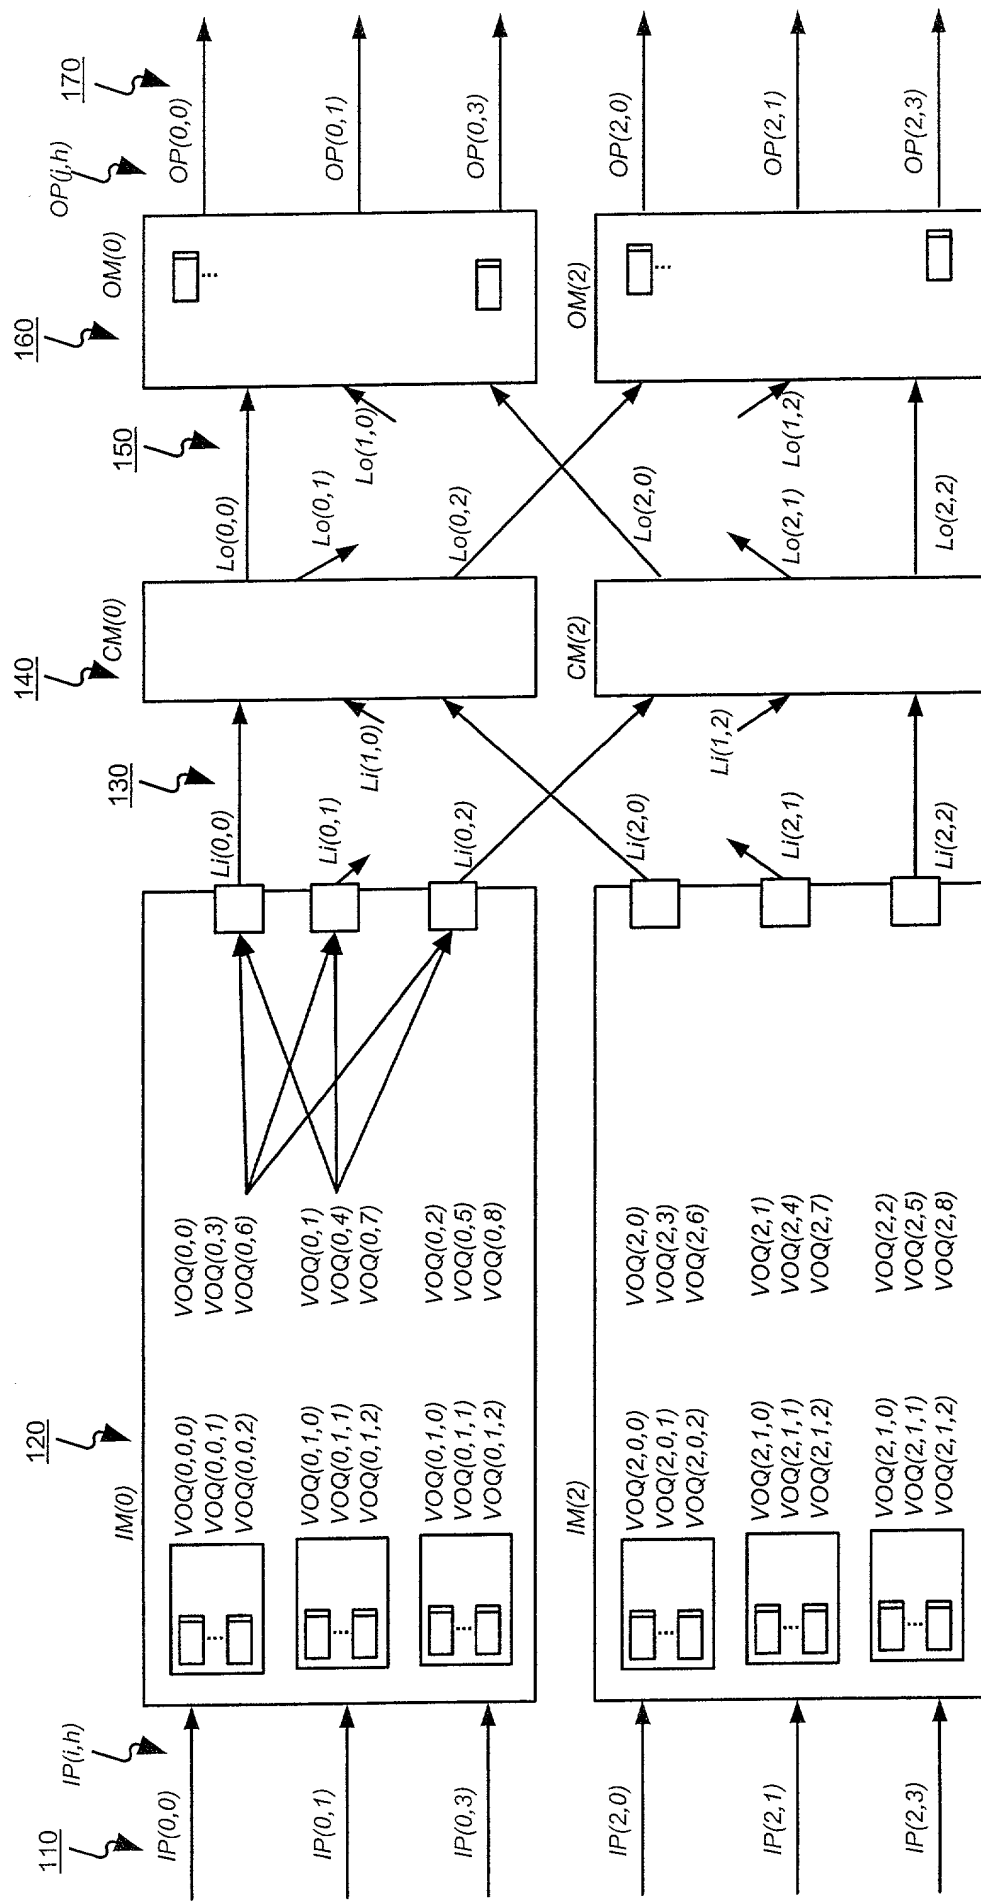 110
IP(i,h)
120
130
140
150
160
OP(j,h)
170
IM(0)
CM(0)
OM(0)
IP(0,0)
VOQ(0,0,0)
VOQ(0,0,1)
VOQ(0,0,2)
VOQ(0,0)
VOQ(0,3)
VOQ(0,6)
Li(0,0)
Lo(0,0)
OP(0,0)
IP(0,1)
VOQ(0,1,0)
VOQ(0,1,1)
VOQ(0,1,2)
VOQ(0,1)
VOQ(0,4)
VOQ(0,7)
Li(0,1)
Li(1,0)
Lo(0,1)
Lo(1,0)
OP(0,1)
IP(0,3)
VOQ(0,1,0)
VOQ(0,1,1)
VOQ(0,1,2)
VOQ(0,2)
VOQ(0,5)
VOQ(0,8)
Li(0,2)
Lo(0,2)
OP(0,3)
IM(2)
CM(2)
OM(2)
IP(2,0)
VOQ(2,0,0)
VOQ(2,0,1)
VOQ(2,0,2)
VOQ(2,0)
VOQ(2,3)
VOQ(2,6)
Li(2,0)
Lo(2,0)
OP(2,0)
IP(2,1)
VOQ(2,1,0)
VOQ(2,1,1)
VOQ(2,1,2)
VOQ(2,1)
VOQ(2,4)
VOQ(2,7)
Li(2,1)
Li(1,2)
Lo(2,1)
Lo(1,2)
OP(2,1)
IP(2,3)
VOQ(2,1,0)
VOQ(2,1,1)
VOQ(2,1,2)
VOQ(2,2)
VOQ(2,5)
VOQ(2,8)
Li(2,2)
Lo(2,2)
OP(2,3)